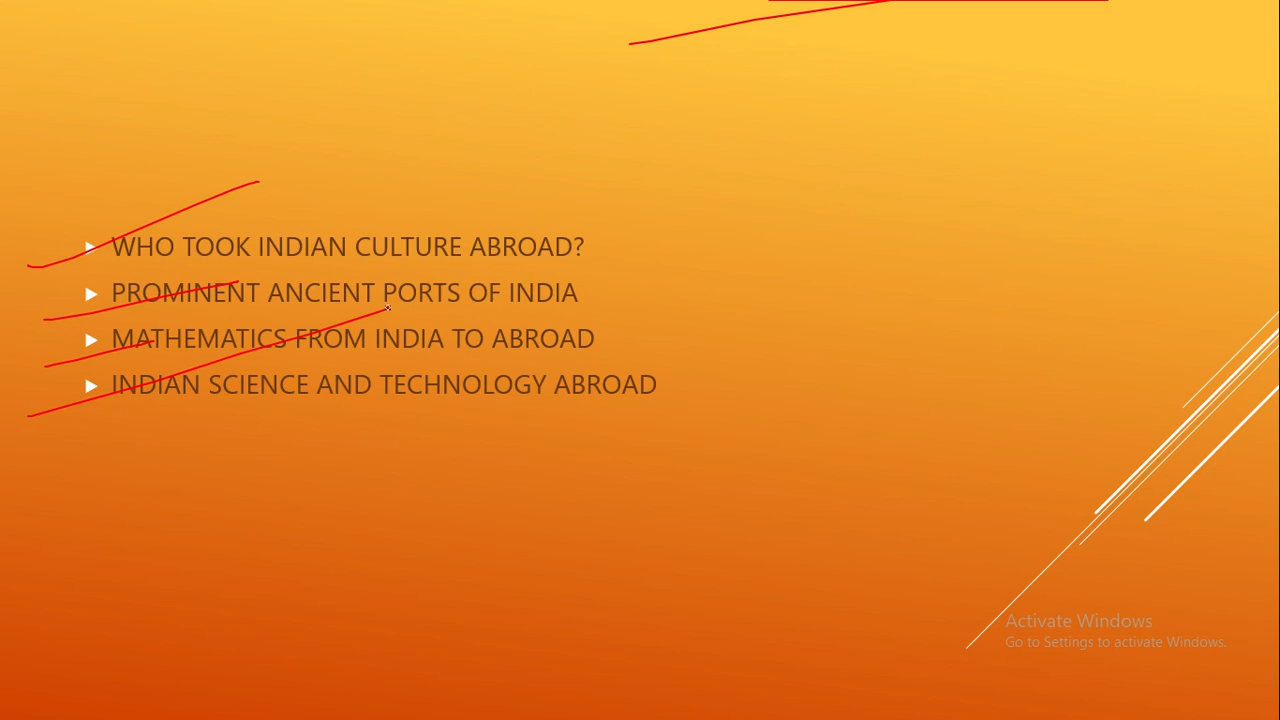 WHO TOOK INDIAN CULTURE ABROAD?
PROMINENT ANCIENT PORTS OF INDIA
MATHEMATICS FROM INDIA TO ABROAD
INDIAN SCIENCE AND TECHNOLOGY ABROAD
Activate Windows
Go to Settings to activate Windows.